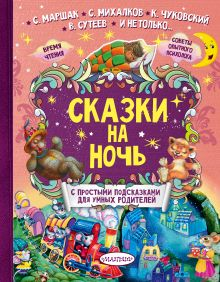 С. МАРШАК • С. МИХАЛКОВ • К. ЧУКОВСКИЙ
В. СУТЕЕВ • И НЕ ТОЛЬКО...
ВРЕМЯ
ЧТЕНИЯ
СОВЕТЫ
ОПЫТНОГО
ПСИХОЛОГА
СКАЗКИ
НА
НОЧЬ
С ПРОСТЫМИ ПОДСКАЗКАМИ
ДЛЯ УМНЫХ РОДИТЕЛЕЙ
МАЛЫШ